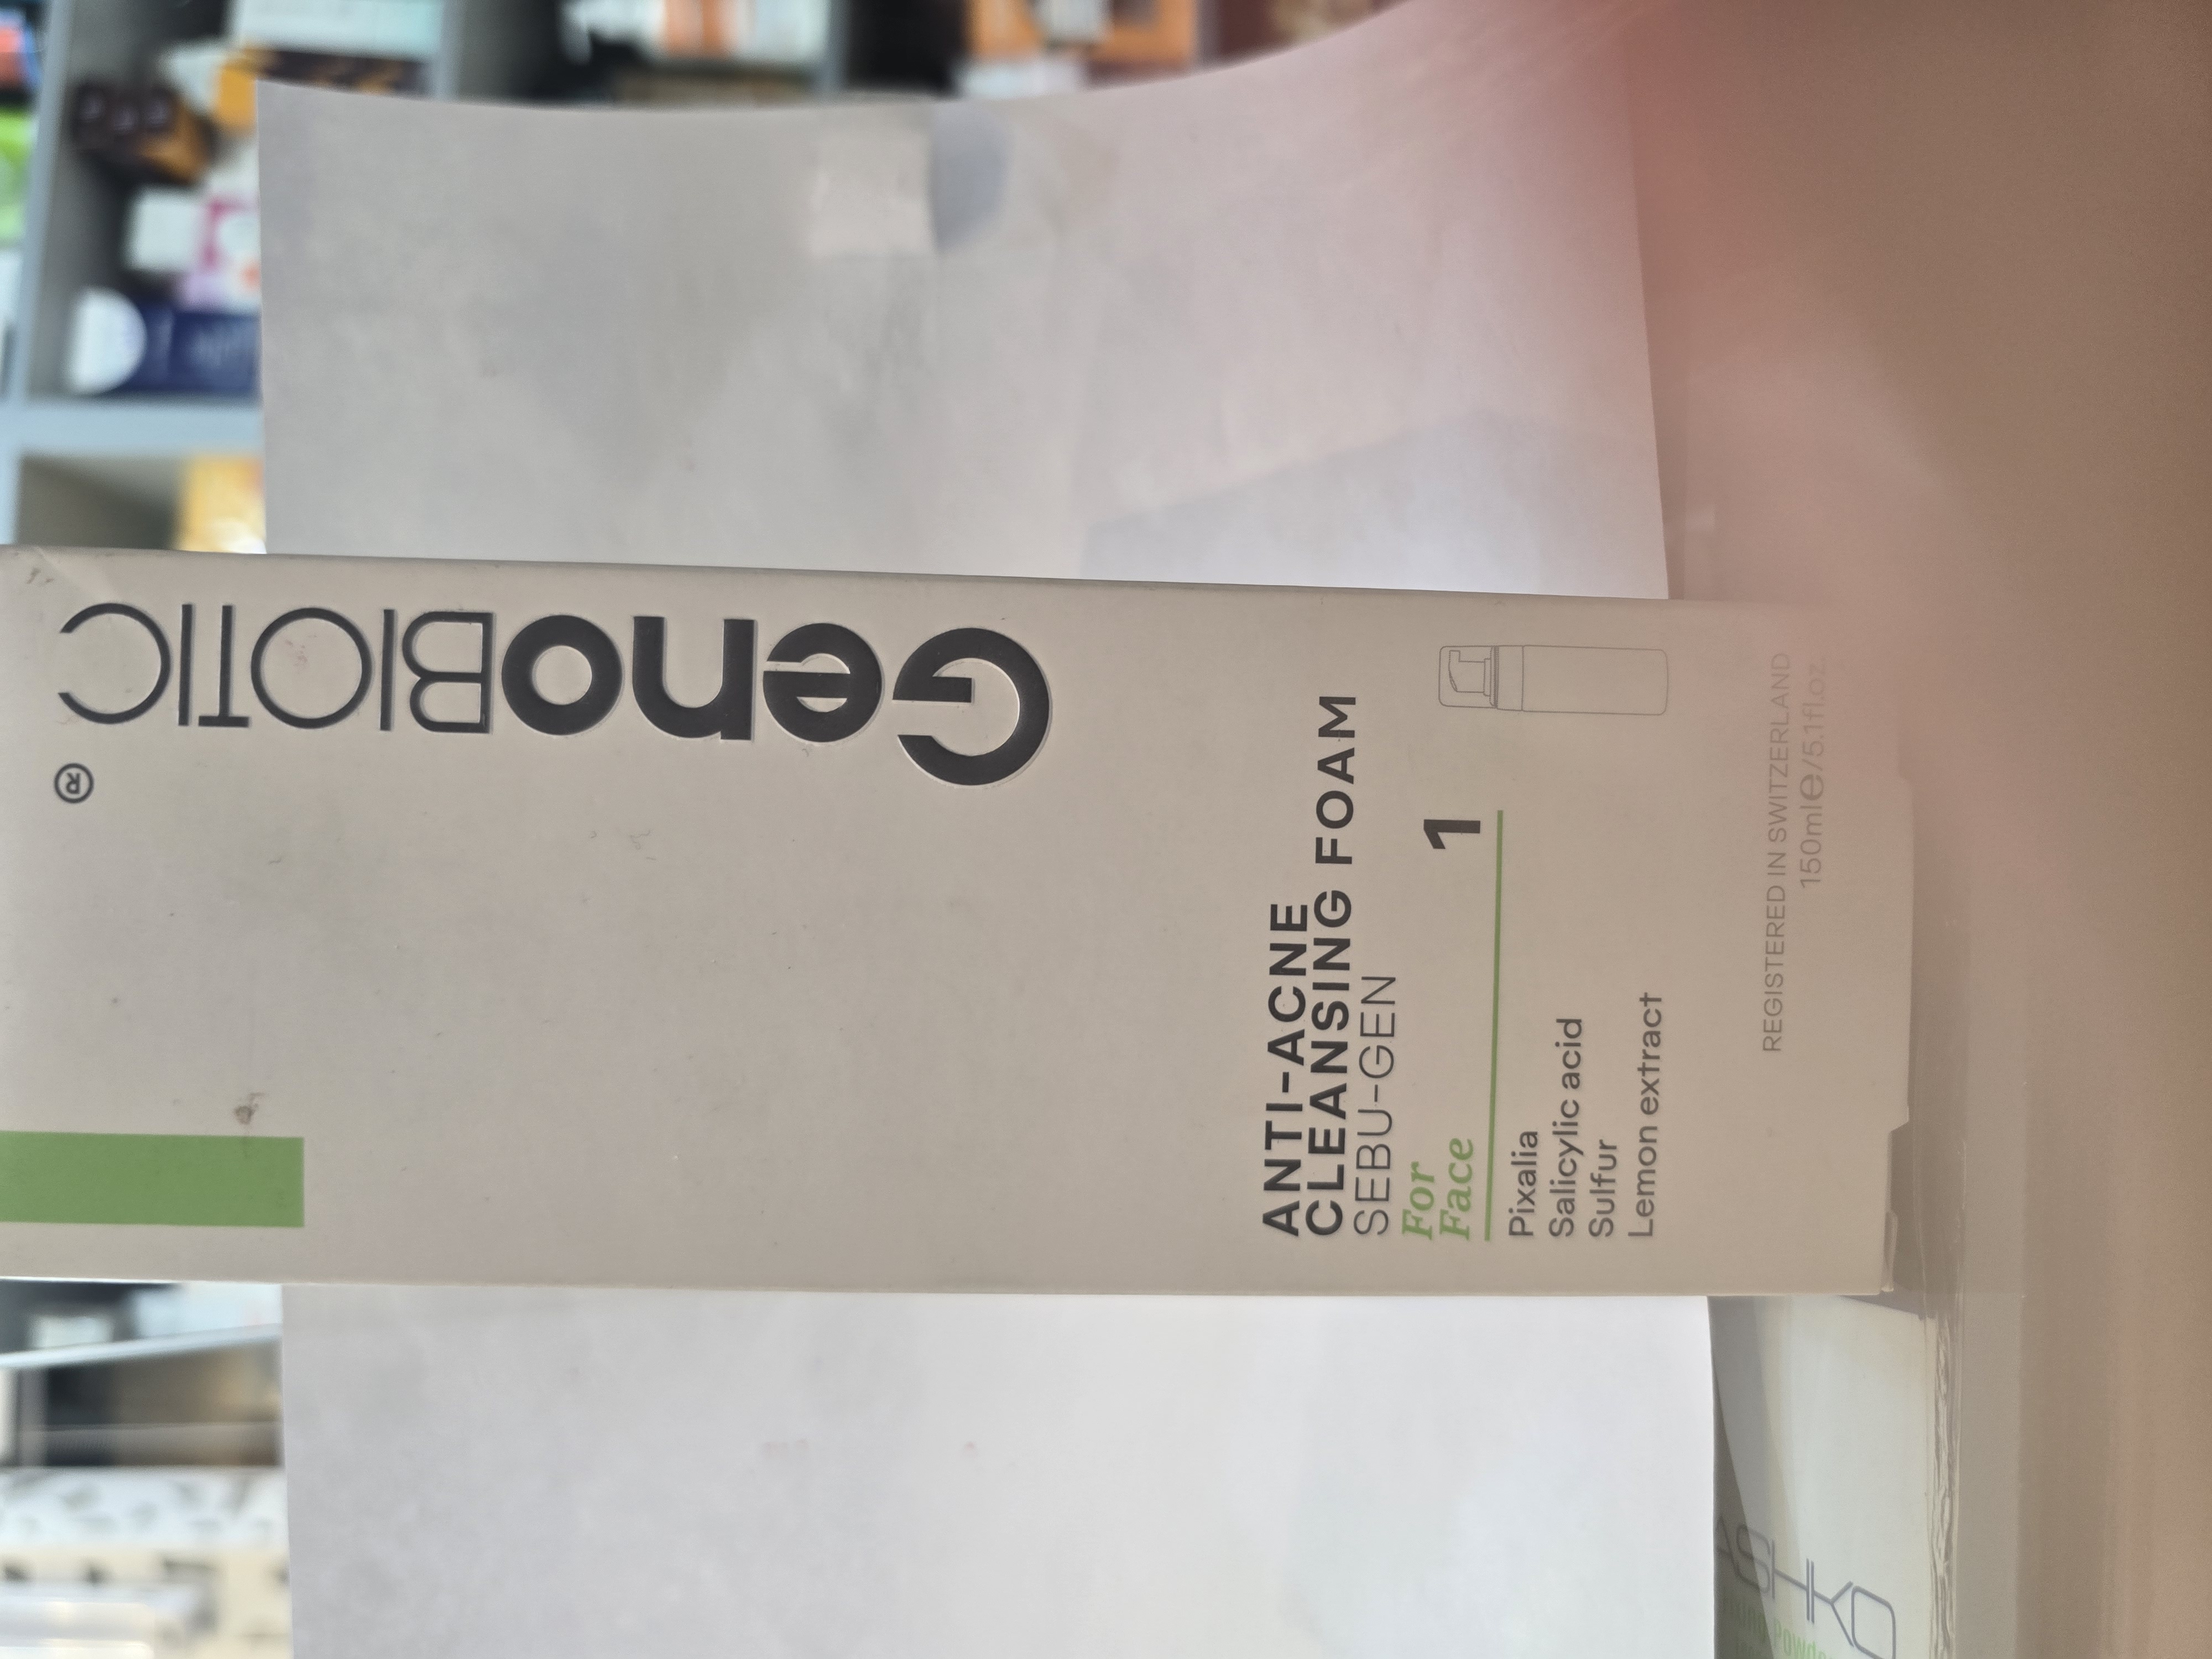 GenoBIOTIC
®
ANTI-ACNE
CLEANSING FOAM
SEBU-GEN
For
Face
1
Pixalia
Salicylic acid
Sulfur
Lemon extract
REGISTERED IN SWITZERLAND
150ml℮/5.1fl.oz.
ASHKO